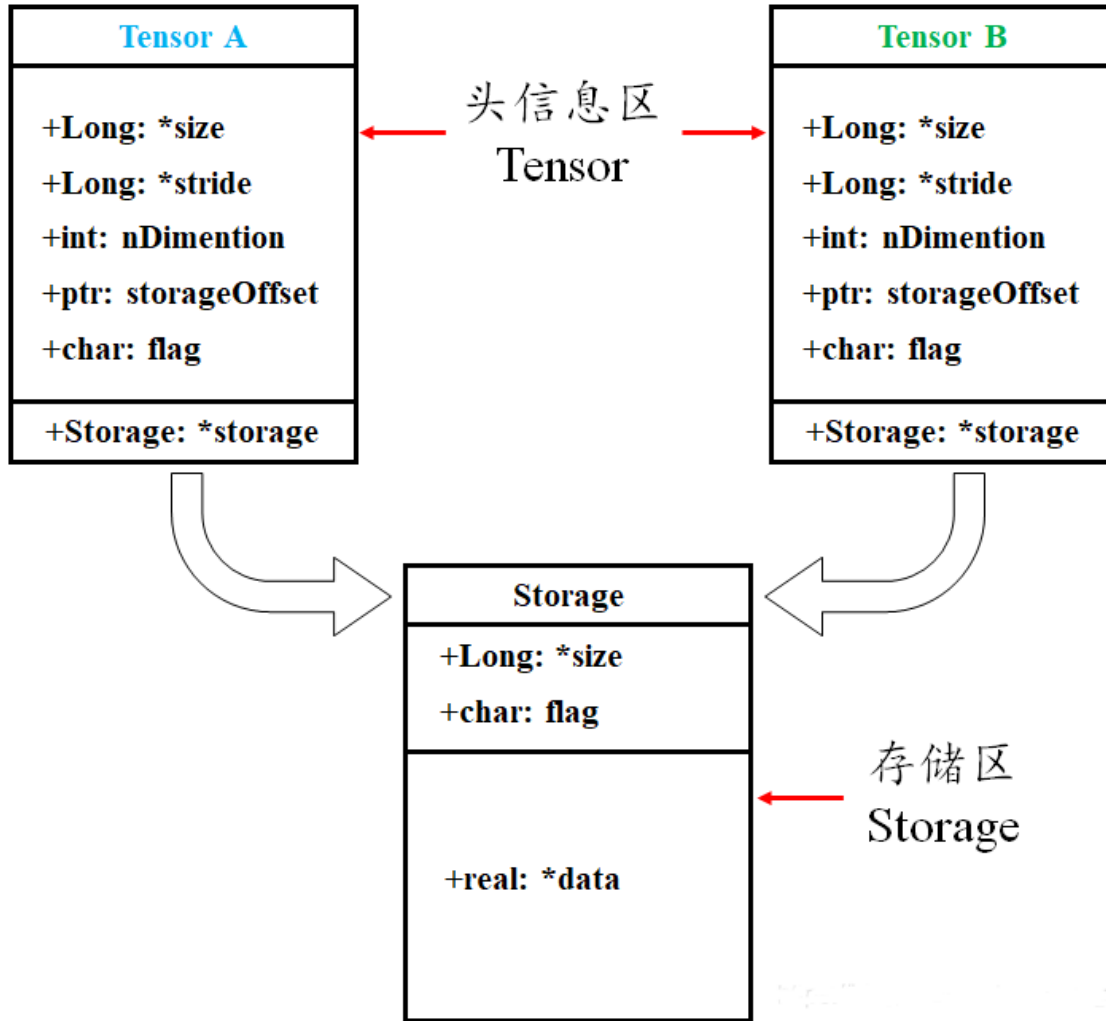 Tensor A
+Long: *size
+Long: *stride
+int: nDimention
+ptr: storageOffset
+char: flag
+Storage: *storage
头信息区
Tensor
Tensor B
+Long: *size
+Long: *stride
+int: nDimention
+ptr: storageOffset
+char: flag
+Storage: *storage
Storage
+Long: *size
+char: flag
+real: *data
存储区
Storage